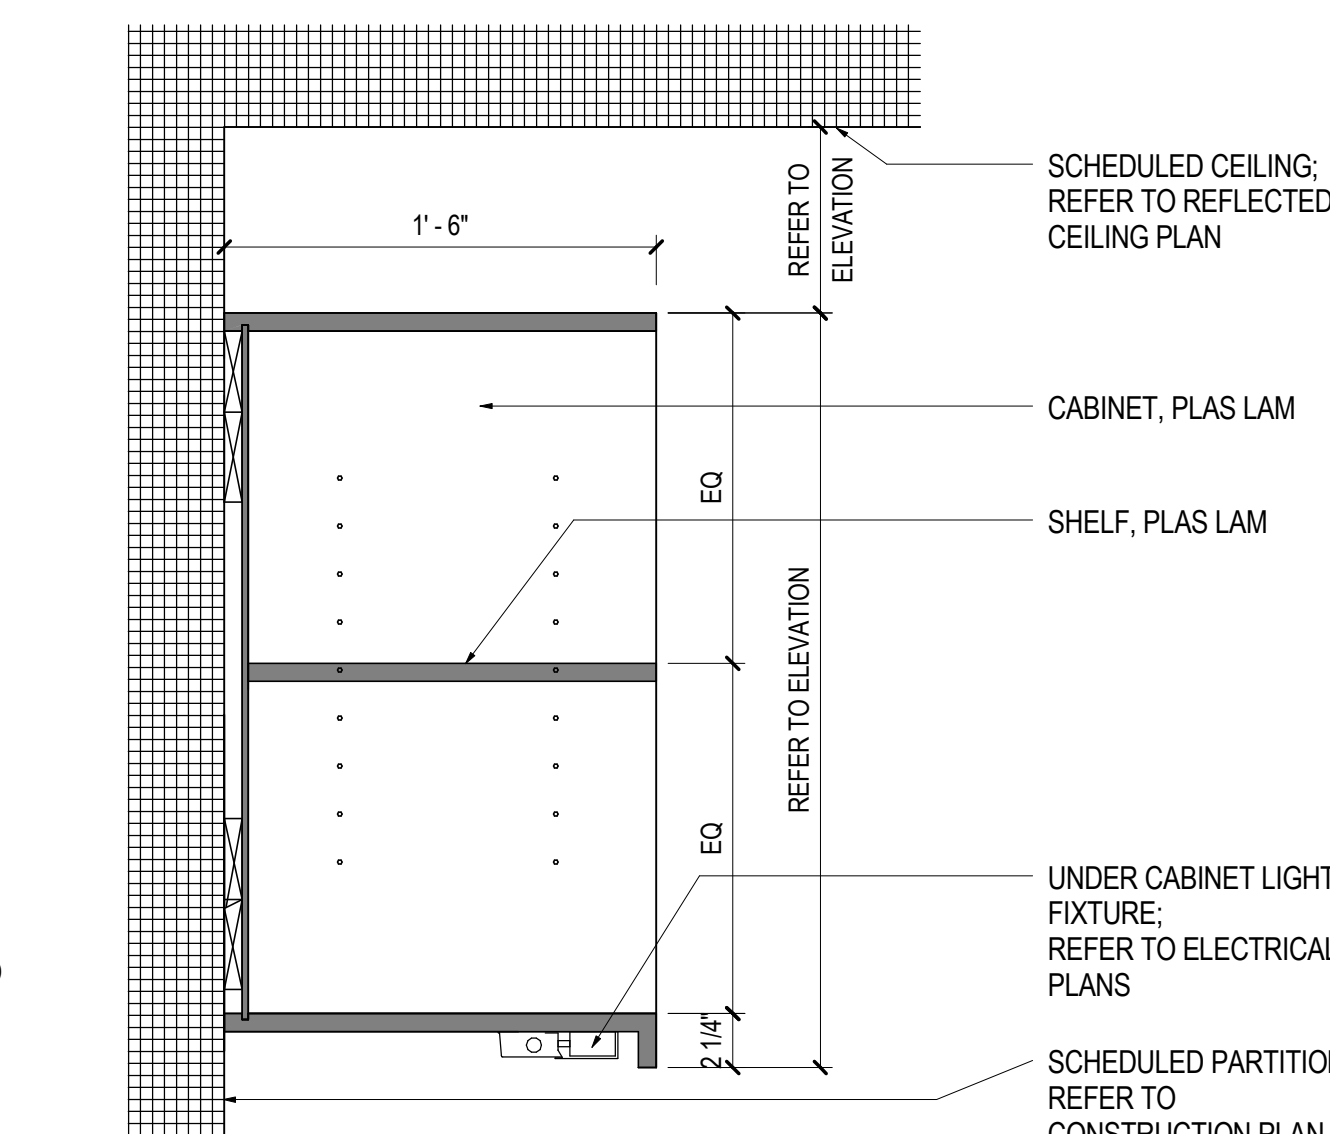 SCHEDULED CEILING;
REFER TO REFLECTED
CEILING PLAN
REFER TO
ELEVATION
1' - 6"
CABINET, PLAS LAM
EQ
SHELF, PLAS LAM
REFER TO ELEVATION
EQ
UNDER CABINET LIGHT
FIXTURE;
REFER TO ELECTRICAL
PLANS
2 1/4"
SCHEDULED PARTITION
REFER TO
CONSTRUCTION PLAN